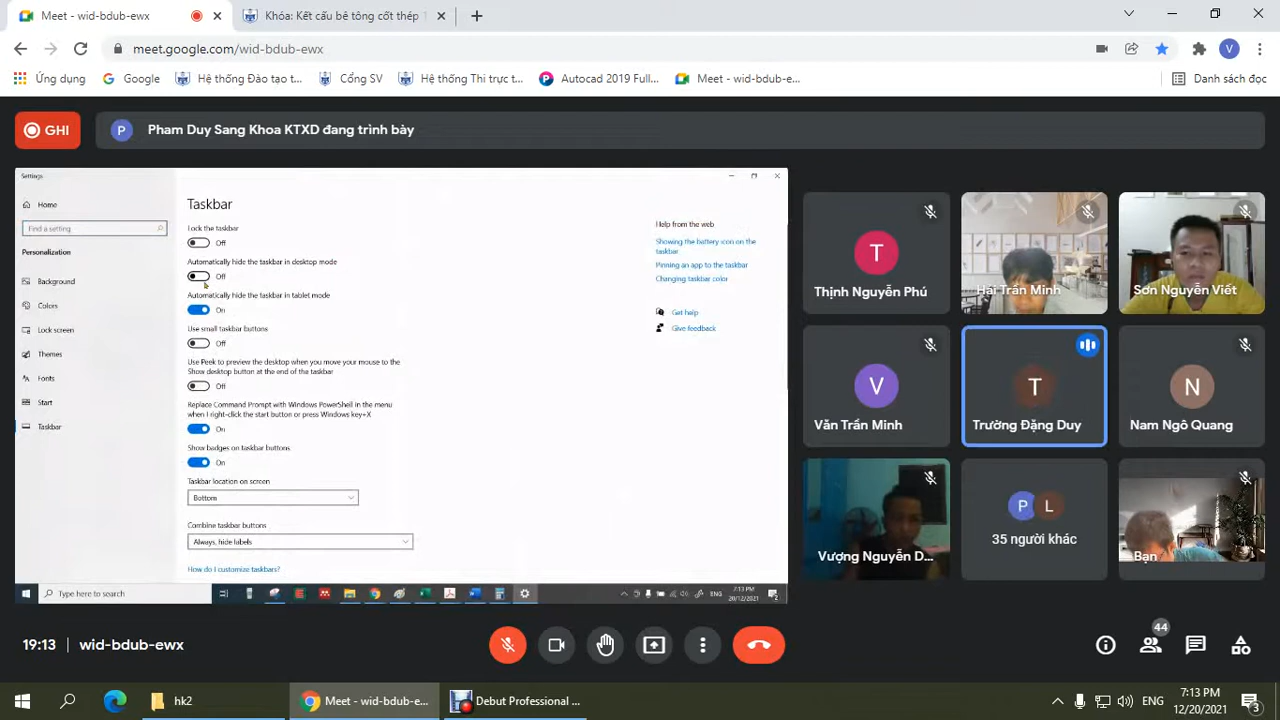 Meet - wid-bdub-ewx
Khóa: Kết cấu bê tông cốt thép 1
meet.google.com/wid-bdub-ewx
V
Ứng dụng
Google
Hệ thống Đào tạo t...
Cổng SV
Hệ thống Thi trực t...
Autocad 2019 Full...
Meet - wid-bdub-e...
Danh sách đọc
GHI
P
Pham Duy Sang Khoa KTXD đang trình bày
Settings
Home
Find a setting
Personalization
Background
Colors
Lock screen
Themes
Fonts
Start
Taskbar
Taskbar
Lock the taskbar
Off
Automatically hide the taskbar in desktop mode
Off
Automatically hide the taskbar in tablet mode
On
Use small taskbar buttons
Off
Use Peek to preview the desktop when you move your mouse to the
Show desktop button at the end of the taskbar
Off
Replace Command Prompt with Windows PowerShell in the menu
when I right-click the start button or press Windows key+X
On
Show badges on taskbar buttons
On
Taskbar location on screen
Bottom
Combine taskbar buttons
Always, hide labels
How do I customize taskbars?
Help from the web
Showing the battery icon on the
taskbar
Pinning an app to the taskbar
Changing taskbar color
Get help
Give feedback
Type here to search
ENG
7:13 PM
20/12/2021
T
Thịnh Nguyễn Phú
Hải Trần Minh
Sơn Nguyễn Viết
V
Văn Trần Minh
T
Trường Đặng Duy
N
Nam Ngô Quang
Vượng Nguyễn D...
P L
35 người khác
Bạn
19:13 | wid-bdub-ewx
44
hk2
Meet - wid-bdub-e...
Debut Professional ...
ENG
7:13 PM
12/20/2021
3